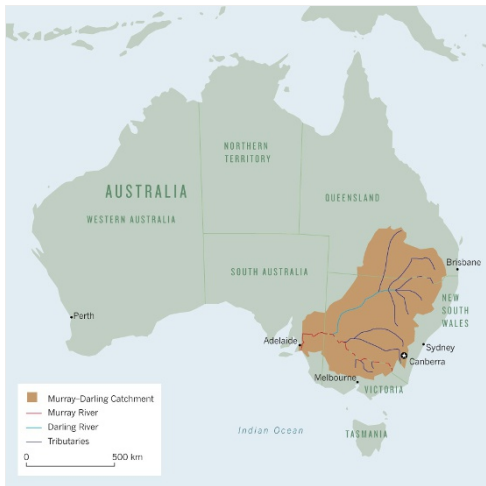 NORTHERN
TERRITORY
AUSTRALIA
QUEENSLAND
WESTERN AUSTRALIA
SOUTH AUSTRALIA
Brisbane
NEW
SOUTH
WALES
Perth
Adelaide
Sydney
Canberra
Melbourne
VICTORIA
Murray–Darling Catchment
Murray River
Darling River
Tributaries
0 500 km
Indian Ocean
TASMANIA